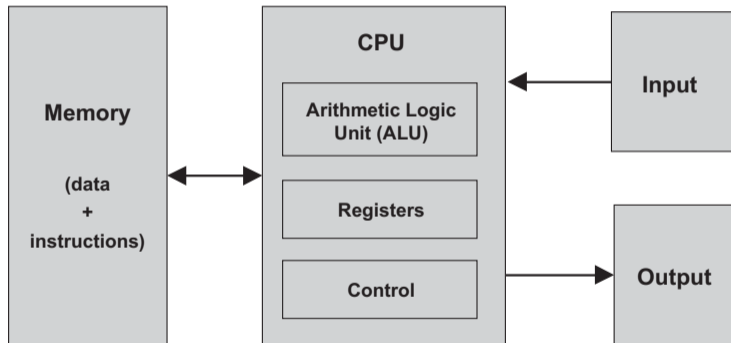 Memory
(data
+
instructions)
CPU
Arithmetic Logic
Unit (ALU)
Registers
Control
Input
Output